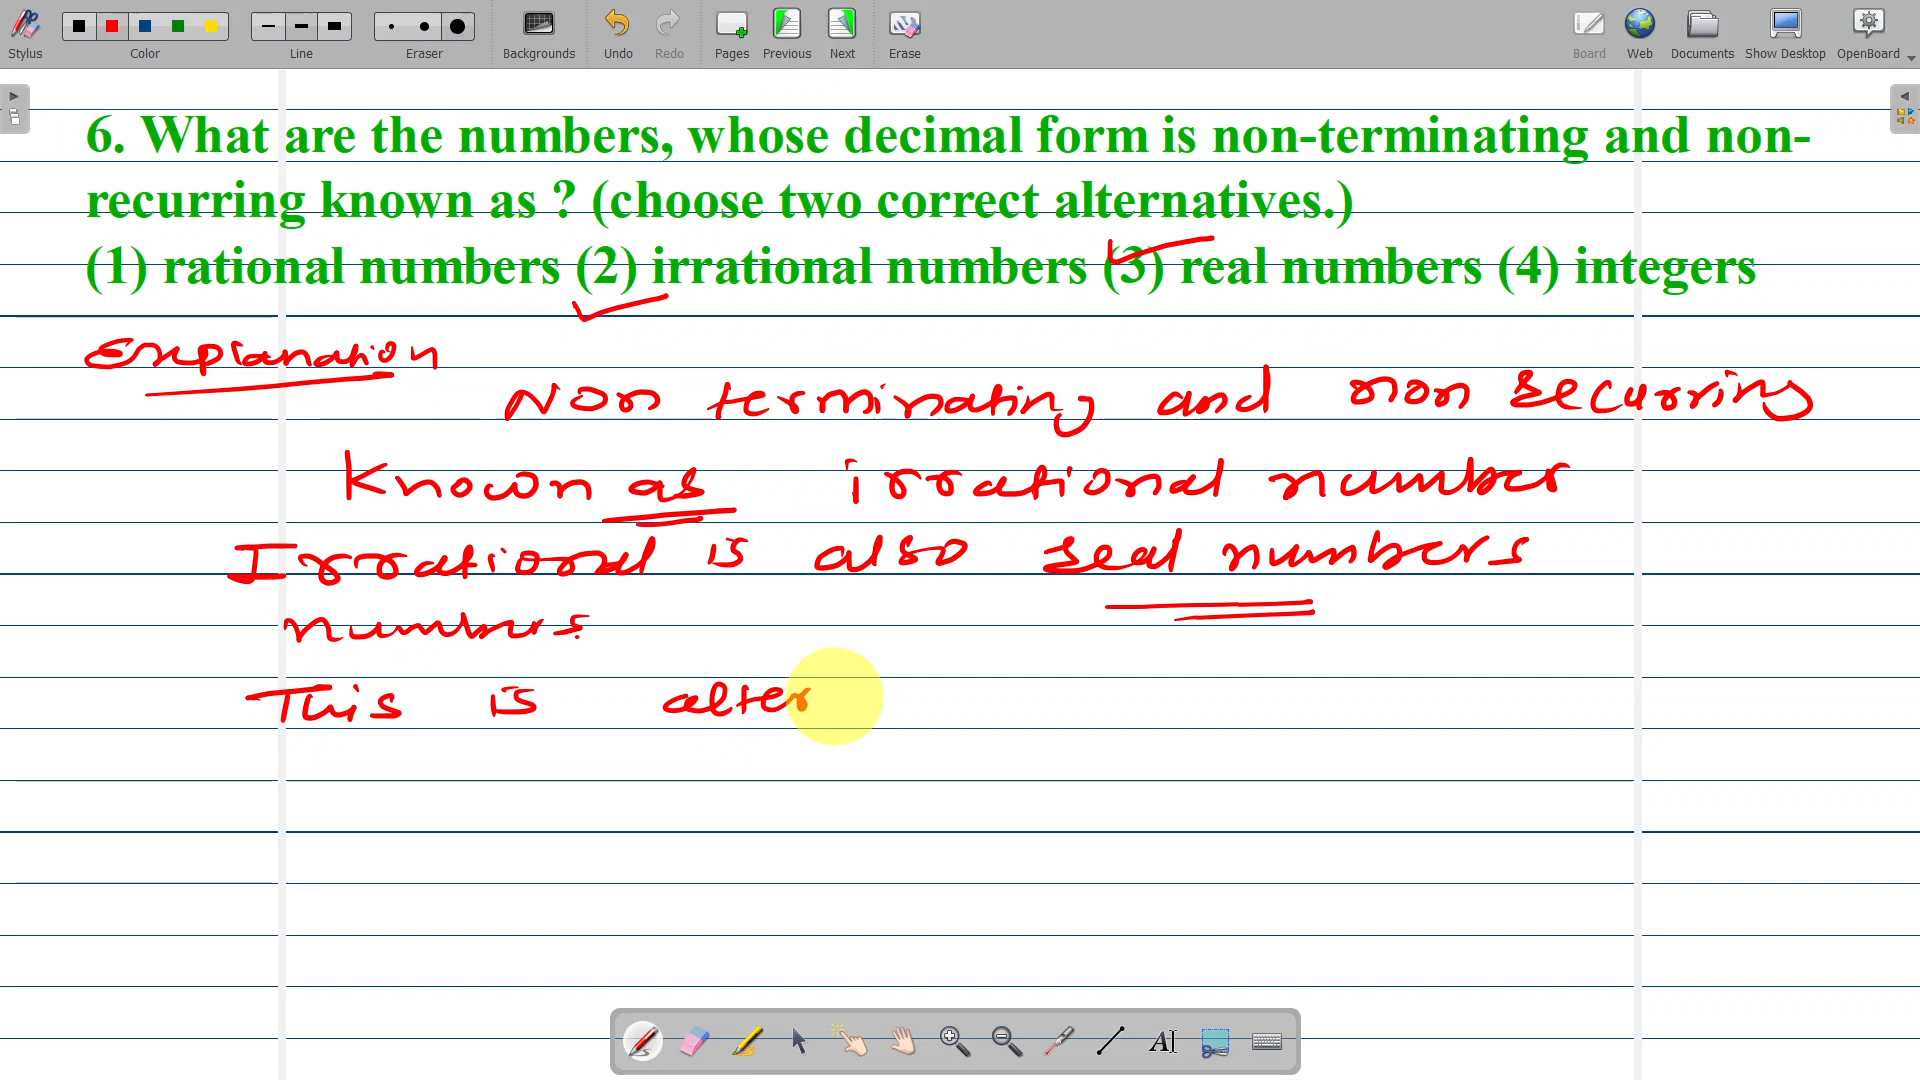 Stylus Color Line Eraser Backgrounds Undo Redo Pages Previous Next Erase Board Web Documents Show Desktop OpenBoard
6. What are the numbers, whose decimal form is non-terminating and non-
recurring known as ? (choose two correct alternatives.)
(1) rational numbers (2) irrational numbers (3) real numbers (4) integers
Explanation
Non terminating and non recurring
Known as irrational number
Irrational is also real numbers
numbers
This is alter